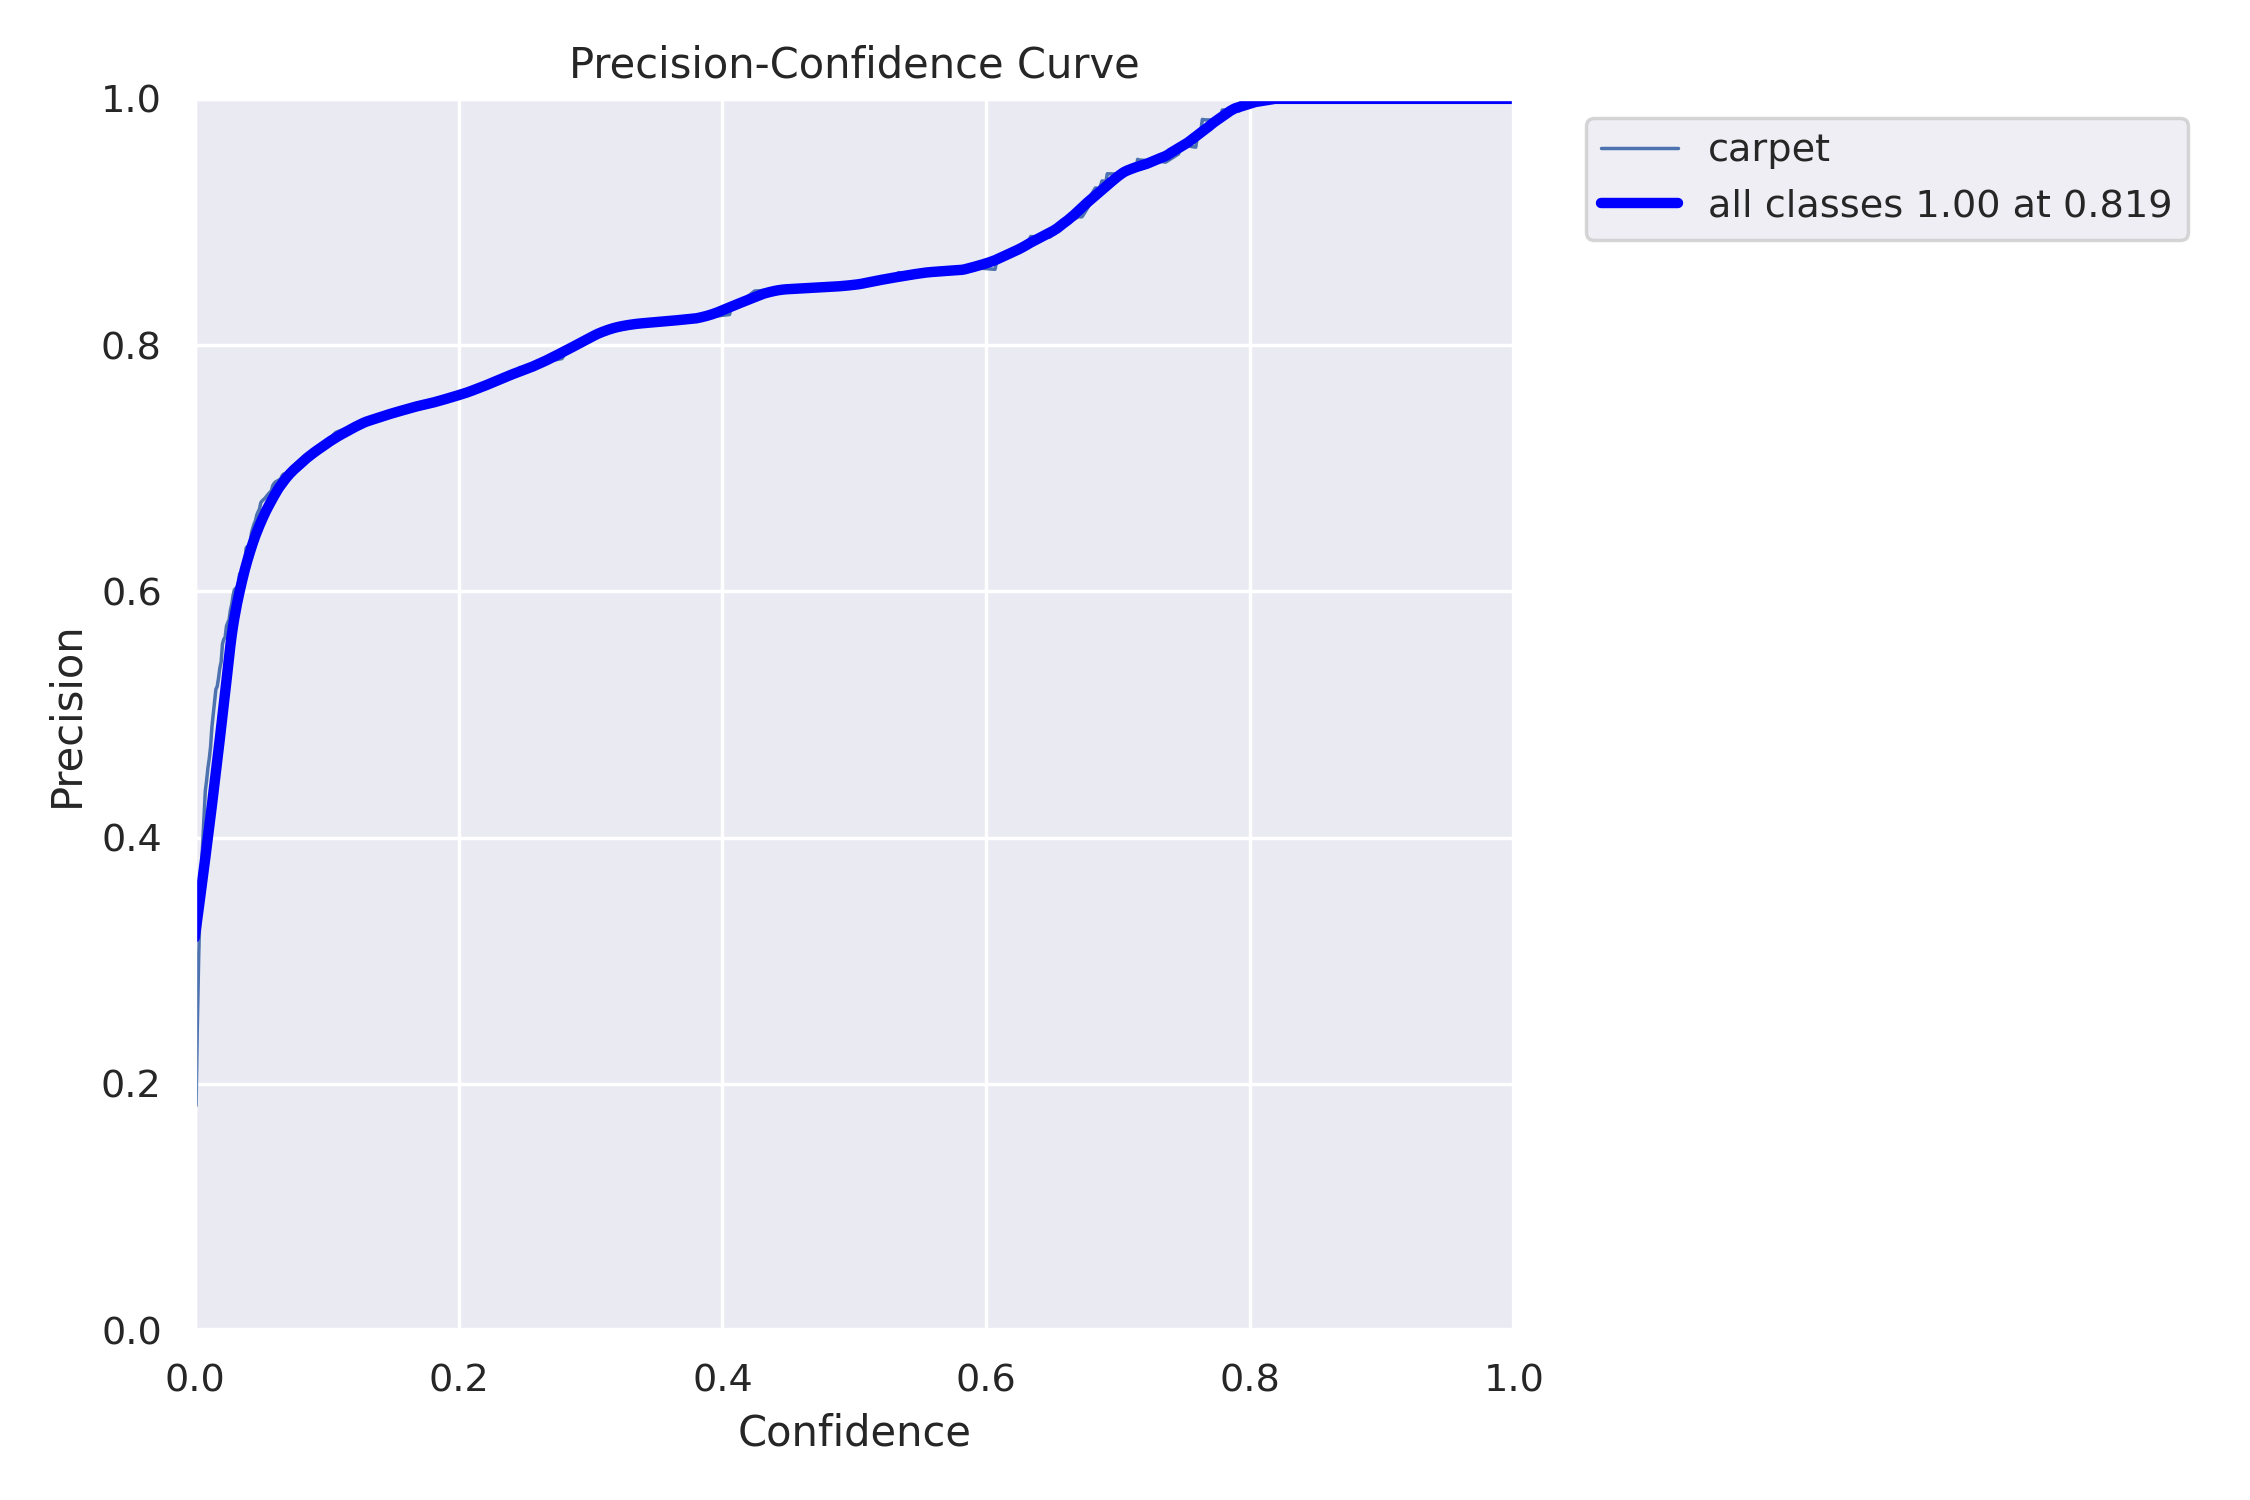 Precision-Confidence Curve
carpet
all classes 1.00 at 0.819
Precision
1.0
0.8
0.6
0.4
0.2
0.0
0.0 0.2 0.4 0.6 0.8 1.0
Confidence